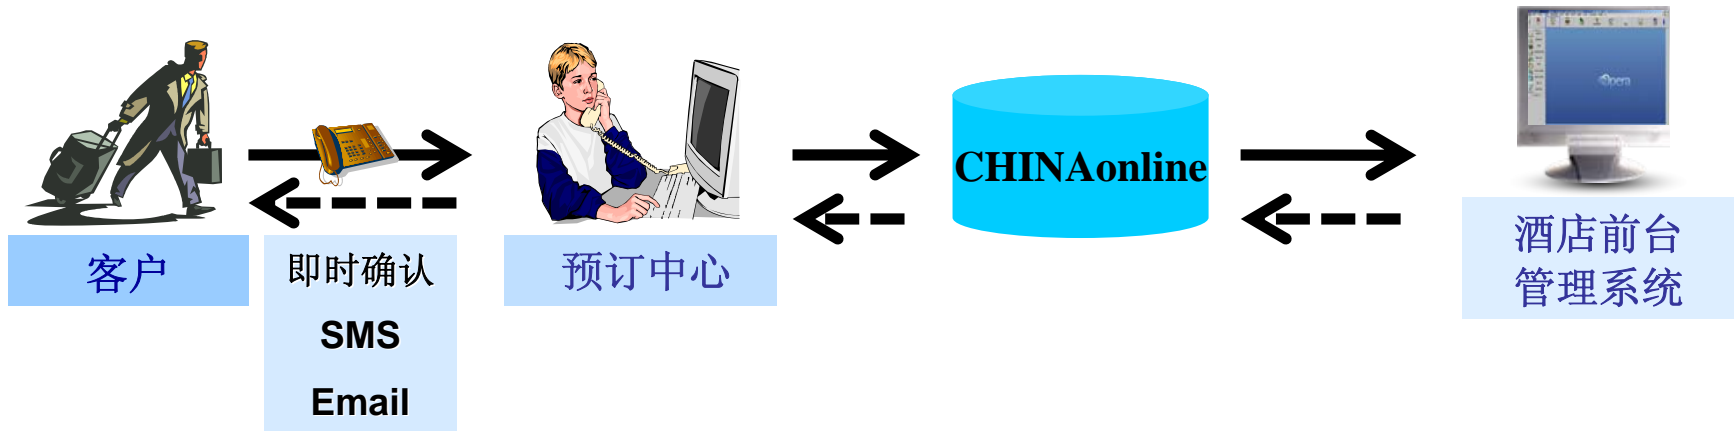 客户
即时确认
SMS
Email
预订中心
CHINAonline
Opera
酒店前台
管理系统